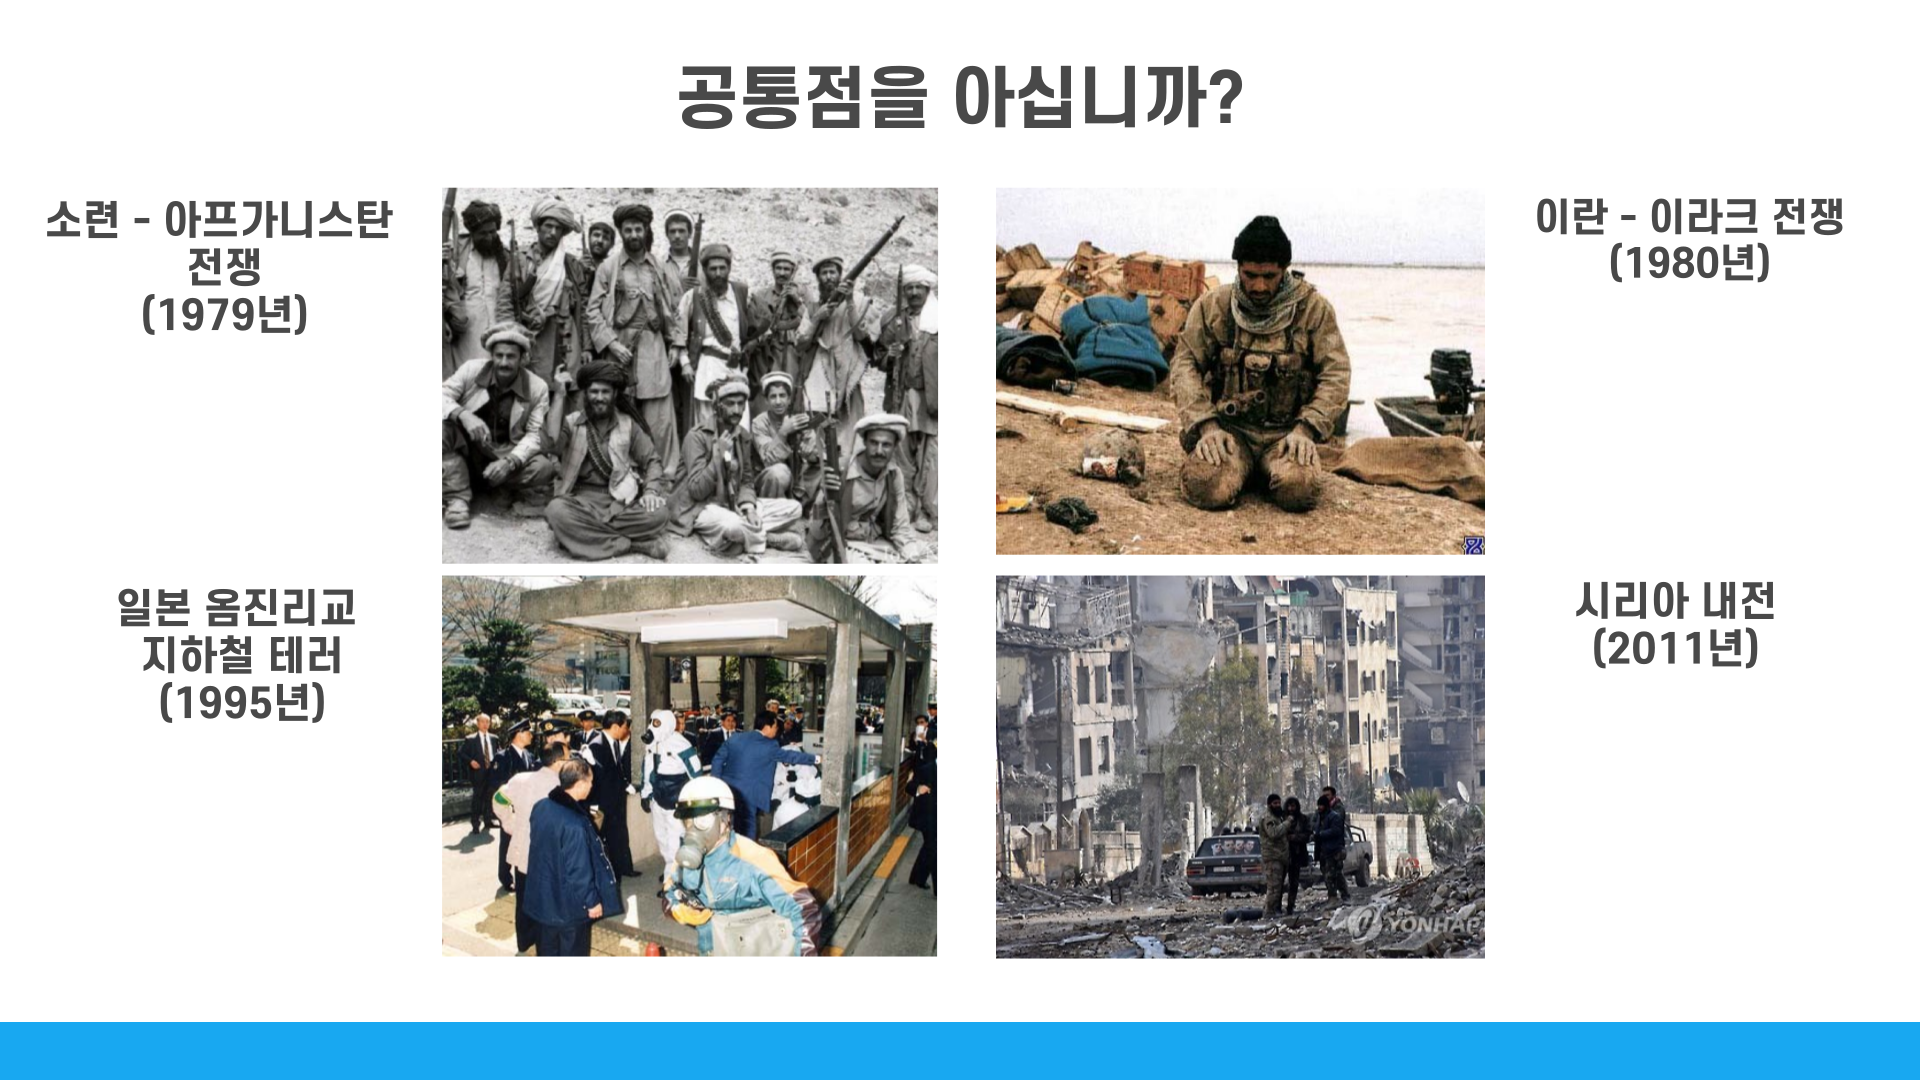 공통점을 아십니까?
소련 - 아프가니스탄
전쟁
(1979년)
이란 - 이라크 전쟁
(1980년)
일본 옴진리교
지하철 테러
(1995년)
시리아 내전
(2011년)
YONHAP